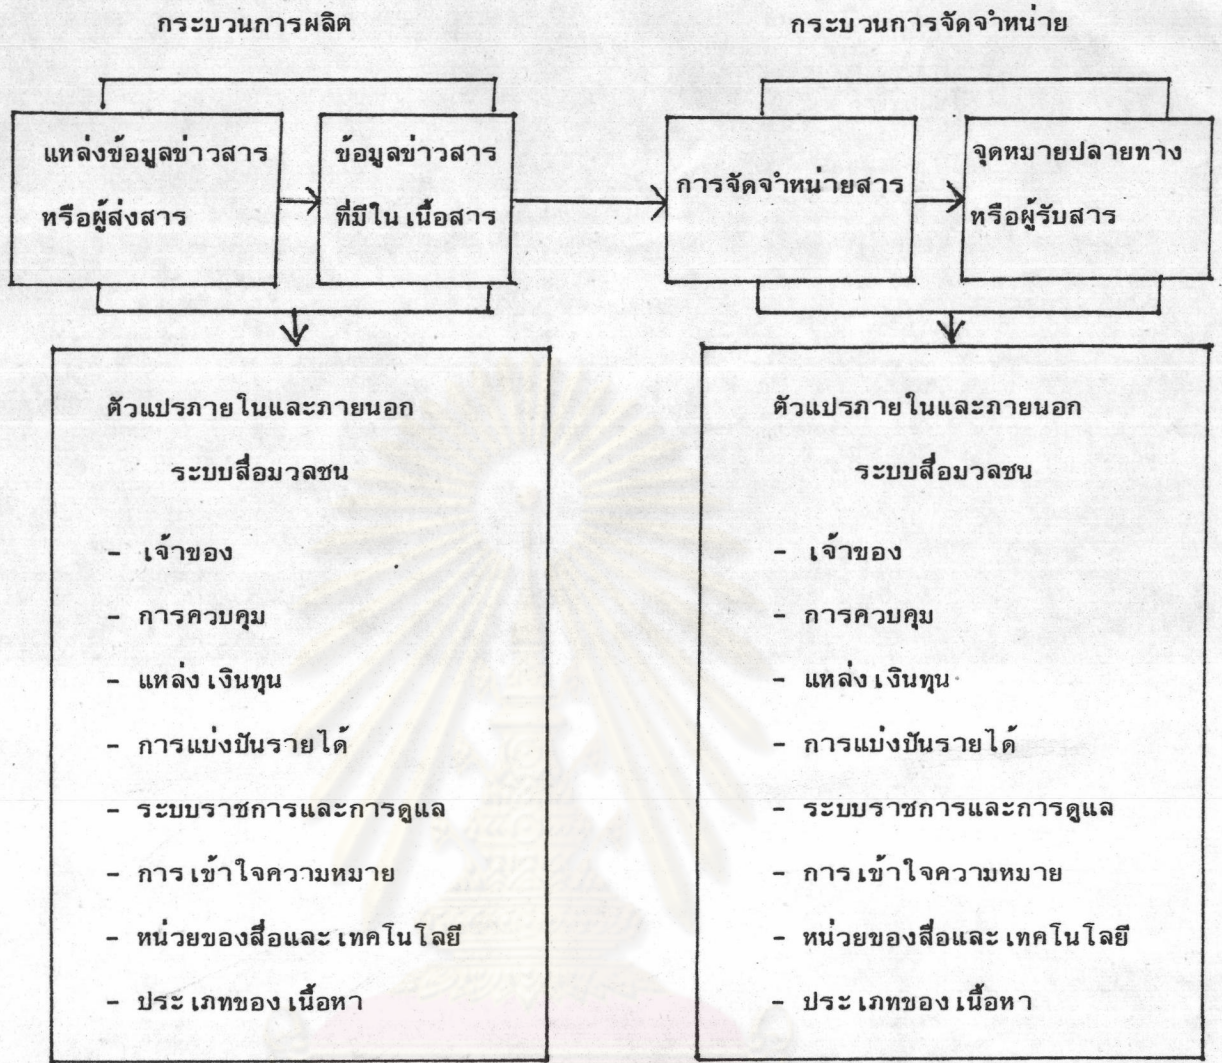 กระบวนการผลิต
กระบวนการจัดจำหน่าย
แหล่งข้อมูลข่าวสาร
หรือผู้ส่งสาร
ข้อมูลข่าวสาร
ที่มีในเนื้อสาร
การจัดจำหน่ายสาร
จุดหมายปลายทาง
หรือผู้รับสาร
ตัวแปรภายในและภายนอก
ระบบสื่อมวลชน
- เจ้าของ
- การควบคุม
- แหล่งเงินทุน
- การแบ่งปันรายได้
- ระบบราชการและการดูแล
- การเข้าใจความหมาย
- หน่วยของสื่อและเทคโนโลยี
- ประเภทของเนื้อหา
ตัวแปรภายในและภายนอก
ระบบสื่อมวลชน
- เจ้าของ
- การควบคุม
- แหล่งเงินทุน
- การแบ่งปันรายได้
- ระบบราชการและการดูแล
- การเข้าใจความหมาย
- หน่วยของสื่อและเทคโนโลยี
- ประเภทของเนื้อหา